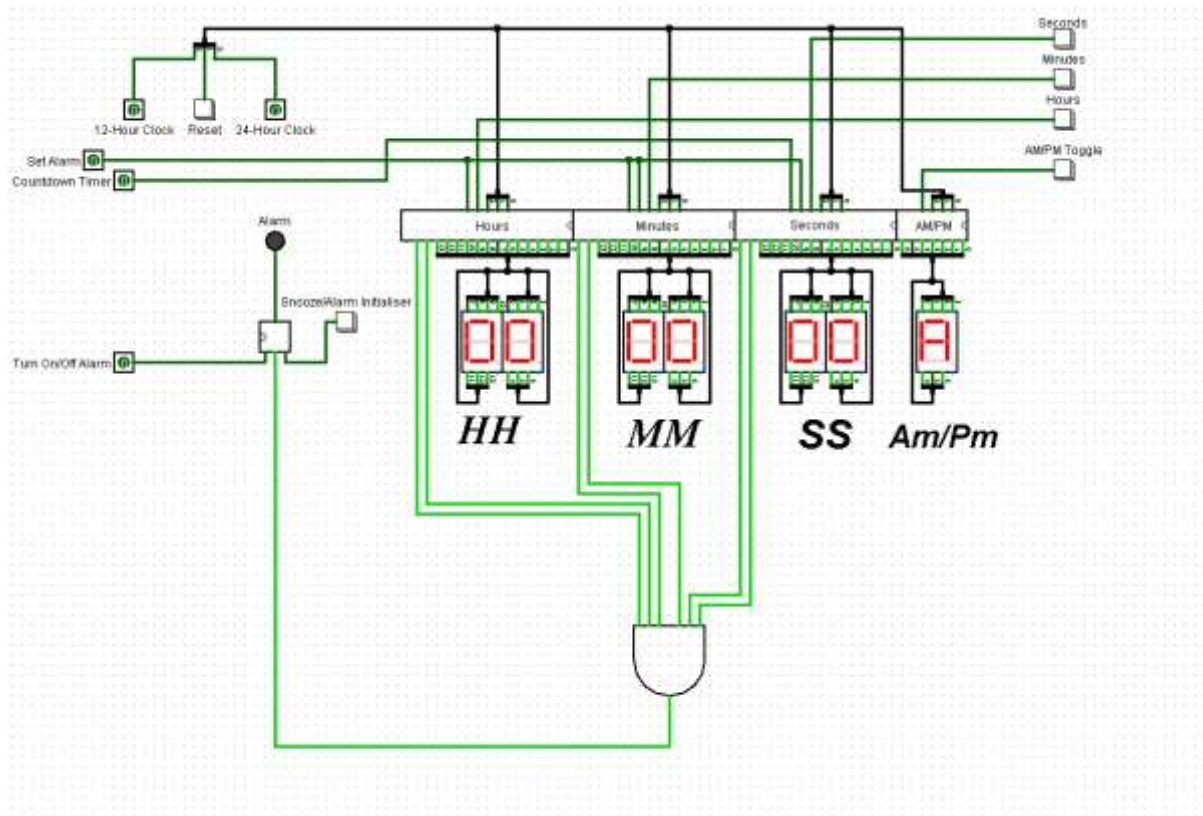 Seconds
Minutes
Hours
12-Hour Clock Reset 24-Hour Clock
AM/PM Toggle
Set Alarm
Countdown Timer
Alarm
Hours Minutes Seconds AM/PM
Snooze/Alarm Initialiser
Turn On/Off Alarm
HH MM SS Am/Pm